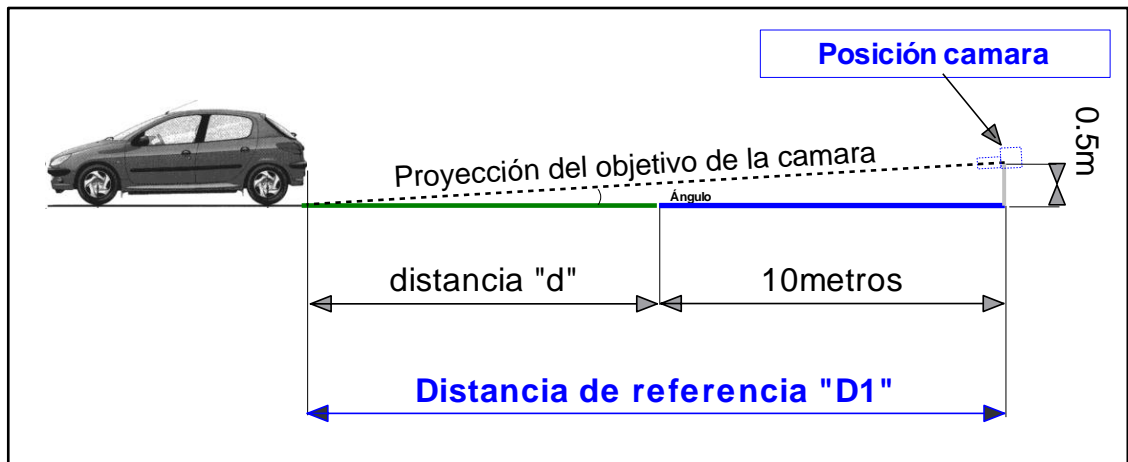 Posición camara
0.5m
Proyección del objetivo de la camara
Ángulo
distancia "d"
10metros
Distancia de referencia "D1"